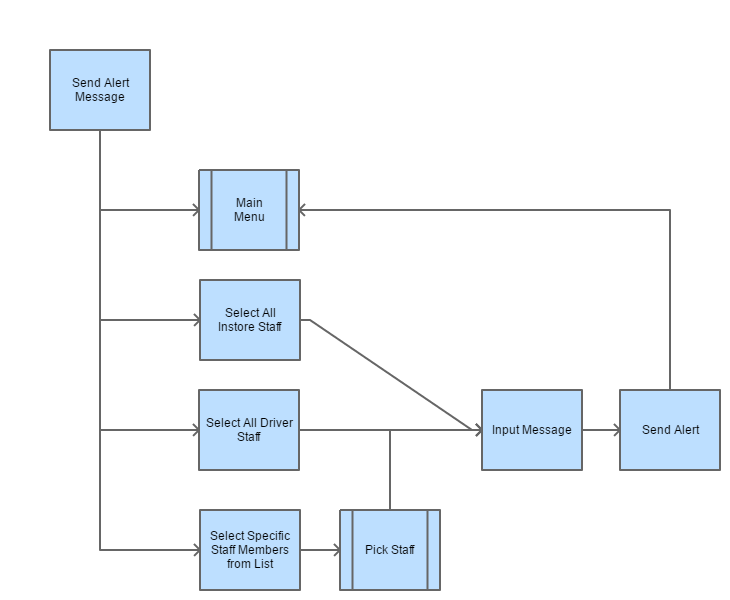 Send Alert
Message
Main
Menu
Select All
Instore Staff
Select All Driver
Staff
Input Message
Send Alert
Select Specific
Staff Members
from List
Pick Staff